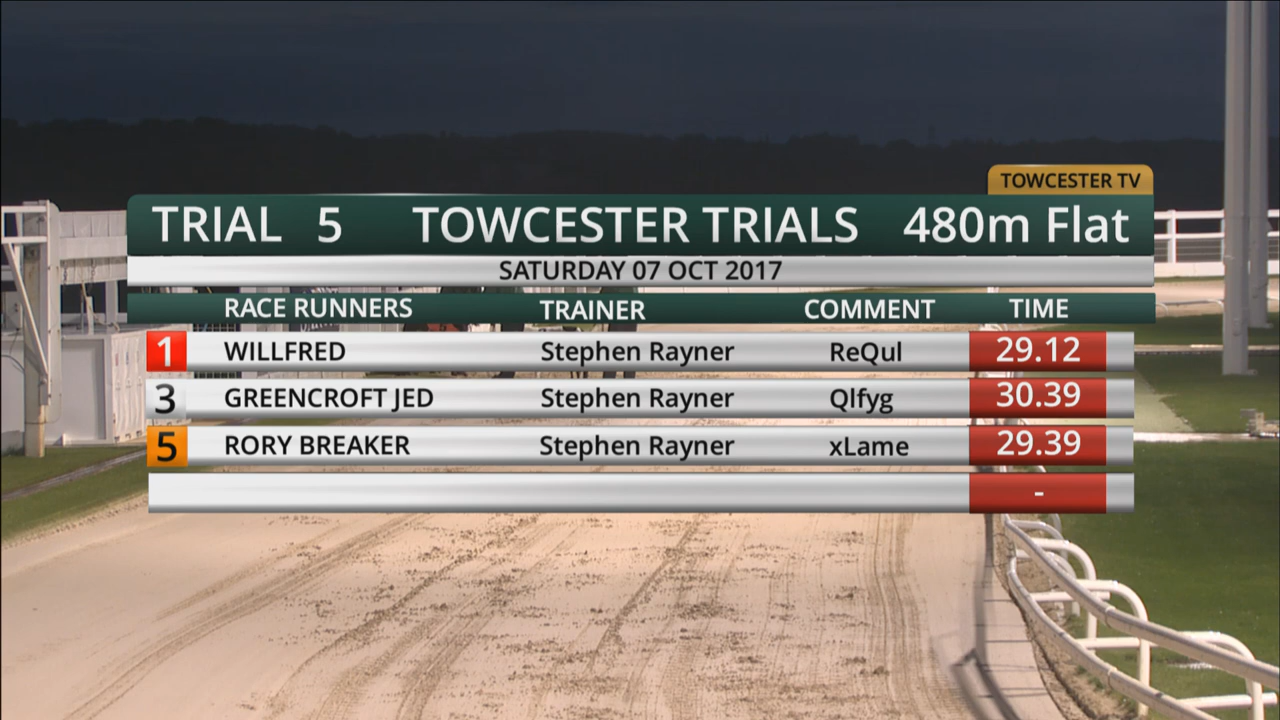 TOWCESTER TV
TRIAL 5 TOWCESTER TRIALS 480m Flat
SATURDAY 07 OCT 2017
RACE RUNNERS TRAINER COMMENT TIME
1 WILLFRED Stephen Rayner ReQul 29.12
3 GREENCROFT JED Stephen Rayner Qlfyg 30.39
5 RORY BREAKER Stephen Rayner xLame 29.39
-